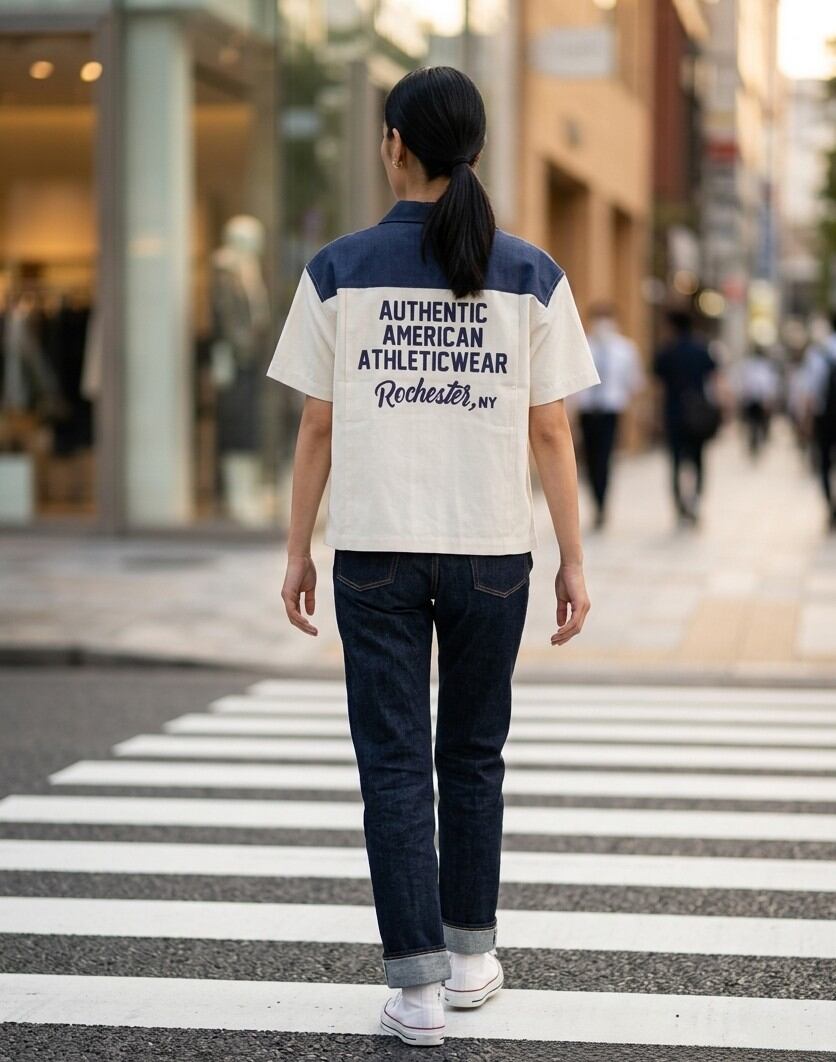 AUTHENTIC
AMERICAN
ATHLETICWEAR
Rochester, NY